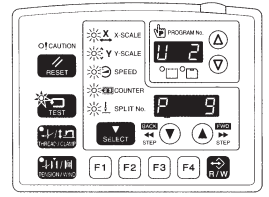 PROGRAM No.
X X-SCALE
U 2
CAUTION
Y Y-SCALE
RESET
SPEED
COUNTER
TEST
SPLIT No.
P 9
SELECT
BACK
STEP
FWD
STEP
THREAD / CLAMP
TENSION / WIND
F1 F2 F3 F4 R/W